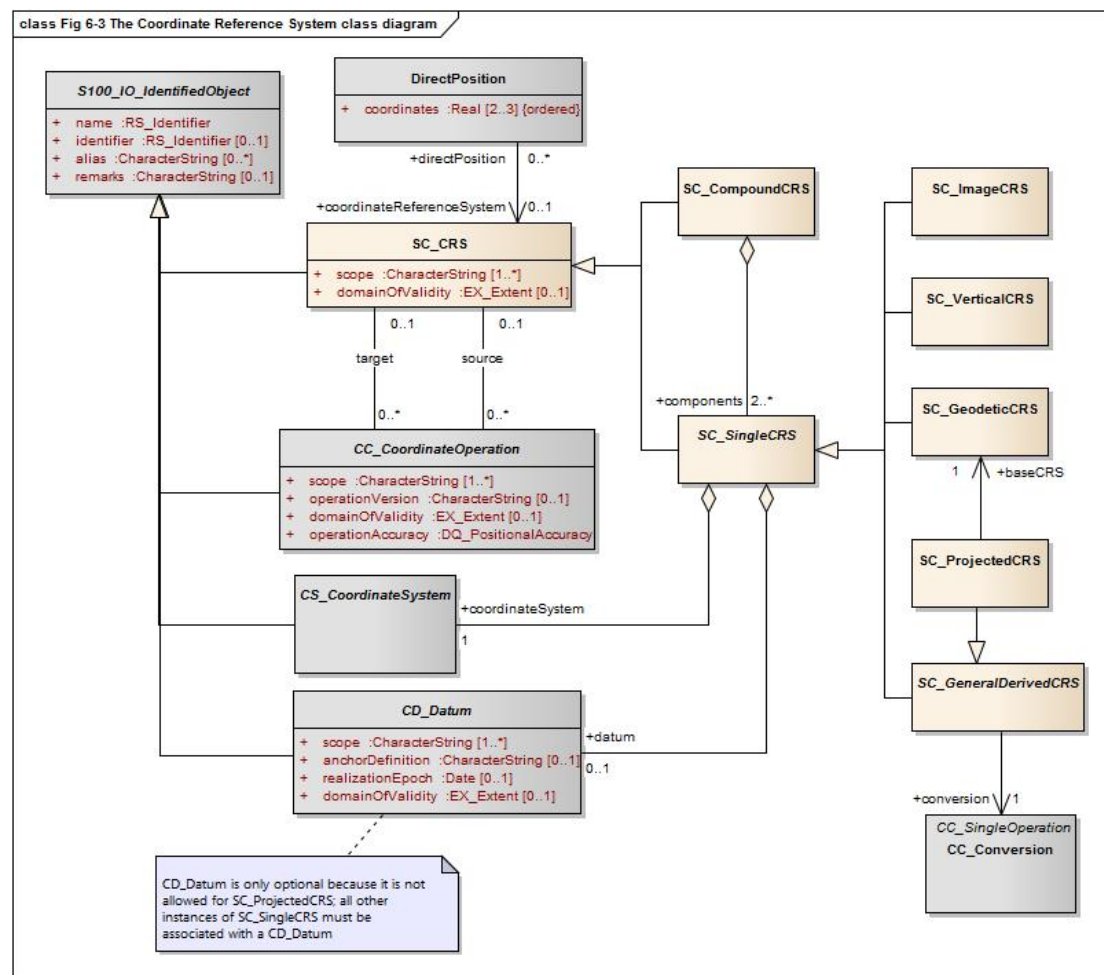 class Fig 6-3 The Coordinate Reference System class diagram
S100_IO_IdentifiedObject
+ name :RS_Identifier
+ identifier :RS_Identifier [0..1]
+ alias :CharacterString [0..*]
+ remarks :CharacterString [0..1]
DirectPosition
+ coordinates :Real [2..3] {ordered}
+directPosition 0..*
+coordinateReferenceSystem 0..1
SC_CRS
+ scope :CharacterString [1..*]
+ domainOfValidity :EX_Extent [0..1]
0..1 0..1
target source
0..* 0..*
CC_CoordinateOperation
+ scope :CharacterString [1..*]
+ operationVersion :CharacterString [0..1]
+ domainOfValidity :EX_Extent [0..1]
+ operationAccuracy :DQ_PositionalAccuracy
CS_CoordinateSystem
+coordinateSystem
1
CD_Datum
+ scope :CharacterString [1..*]
+ anchorDefinition :CharacterString [0..1]
+ realizationEpoch :Date [0..1]
+ domainOfValidity :EX_Extent [0..1]
+datum
0..1
CD_Datum is only optional because it is not
allowed for SC_ProjectedCRS; all other
instances of SC_SingleCRS must be
associated with a CD_Datum
SC_CompoundCRS
+components 2..*
SC_SingleCRS
SC_ImageCRS
SC_VerticalCRS
SC_GeodeticCRS
1 +baseCRS
SC_ProjectedCRS
SC_GeneralDerivedCRS
+conversion 1
CC_SingleOperation
CC_Conversion